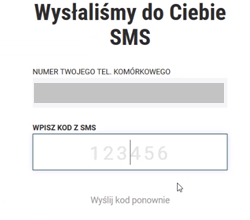 Wysłaliśmy do Ciebie
SMS
NUMER TWOJEGO TEL. KOMÓRKOWEGO
WPISZ KOD Z SMS
123456
Wyślij kod ponownie